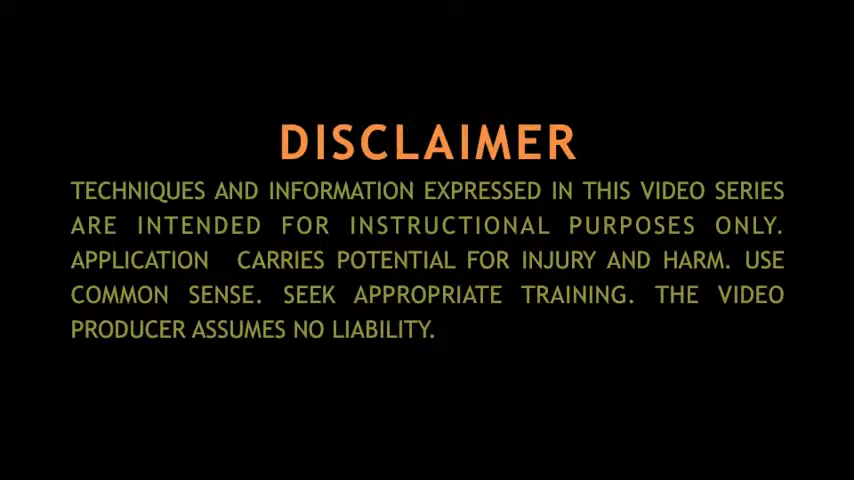 DISCLAIMER
TECHNIQUES AND INFORMATION EXPRESSED IN THIS VIDEO SERIES
ARE INTENDED FOR INSTRUCTIONAL PURPOSES ONLY.
APPLICATION CARRIES POTENTIAL FOR INJURY AND HARM. USE
COMMON SENSE. SEEK APPROPRIATE TRAINING. THE VIDEO
PRODUCER ASSUMES NO LIABILITY.